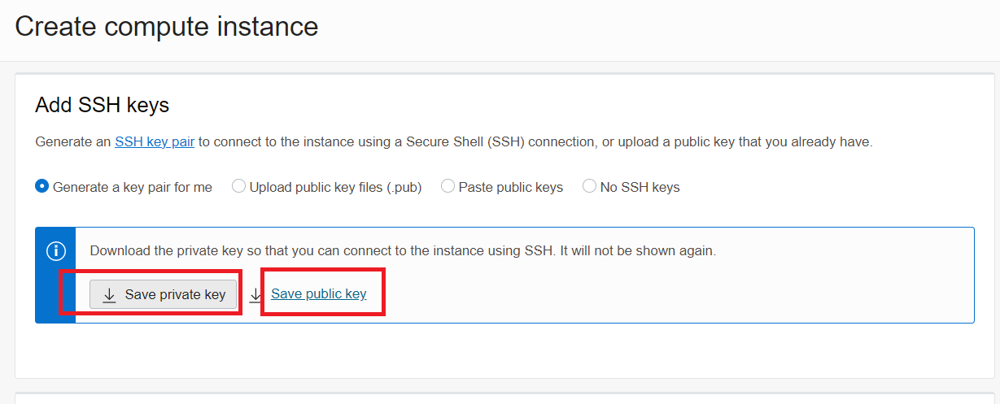 Create compute instance
Add SSH keys
Generate an SSH key pair to connect to the instance using a Secure Shell (SSH) connection, or upload a public key that you already have.
Generate a key pair for me Upload public key files (.pub) Paste public keys No SSH keys
Download the private key so that you can connect to the instance using SSH. It will not be shown again.
Save private key Save public key